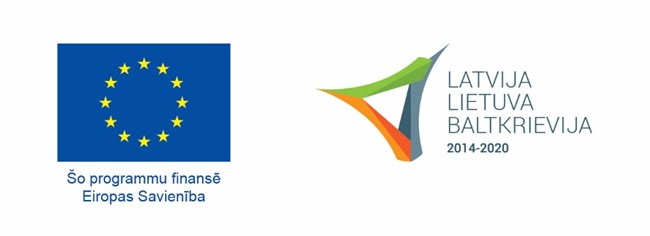 Šo programmu finansē
Eiropas Savienība
LATVIJA
LIETUVA
BALTKRIEVIJA
2014-2020